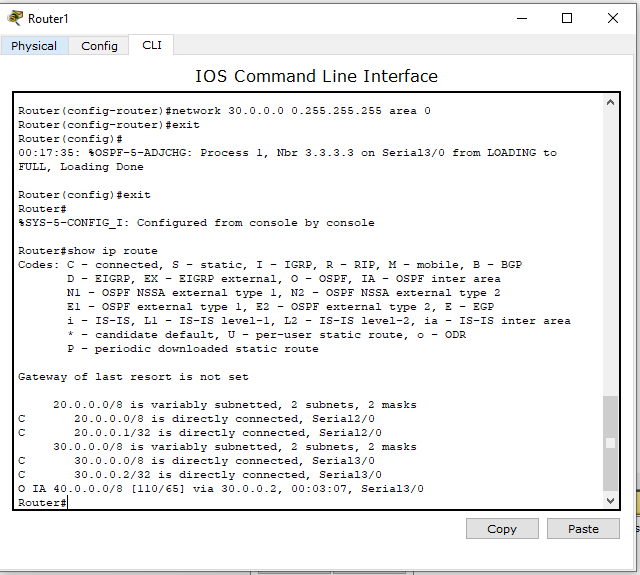 Router1
Physical Config CLI
IOS Command Line Interface
Router(config-router)#network 30.0.0.0 0.255.255.255 area 0
Router(config-router)#exit
Router(config)#
00:17:35: %OSPF-5-ADJCHG: Process 1, Nbr 3.3.3.3 on Serial3/0 from LOADING to
FULL, Loading Done
Router(config)#exit
Router#
%SYS-5-CONFIG_I: Configured from console by console
Router#show ip route
Codes: C - connected, S - static, I - IGRP, R - RIP, M - mobile, B - BGP
D - EIGRP, EX - EIGRP external, O - OSPF, IA - OSPF inter area
N1 - OSPF NSSA external type 1, N2 - OSPF NSSA external type 2
E1 - OSPF external type 1, E2 - OSPF external type 2, E - EGP
i - IS-IS, L1 - IS-IS level-1, L2 - IS-IS level-2, ia - IS-IS inter area
* - candidate default, U - per-user static route, o - ODR
P - periodic downloaded static route
Gateway of last resort is not set
20.0.0.0/8 is variably subnetted, 2 subnets, 2 masks
C 20.0.0.0/8 is directly connected, Serial2/0
C 20.0.0.1/32 is directly connected, Serial2/0
30.0.0.0/8 is variably subnetted, 2 subnets, 2 masks
C 30.0.0.0/8 is directly connected, Serial3/0
C 30.0.0.2/32 is directly connected, Serial3/0
O IA 40.0.0.0/8 [110/65] via 30.0.0.2, 00:03:07, Serial3/0
Router#
Copy Paste